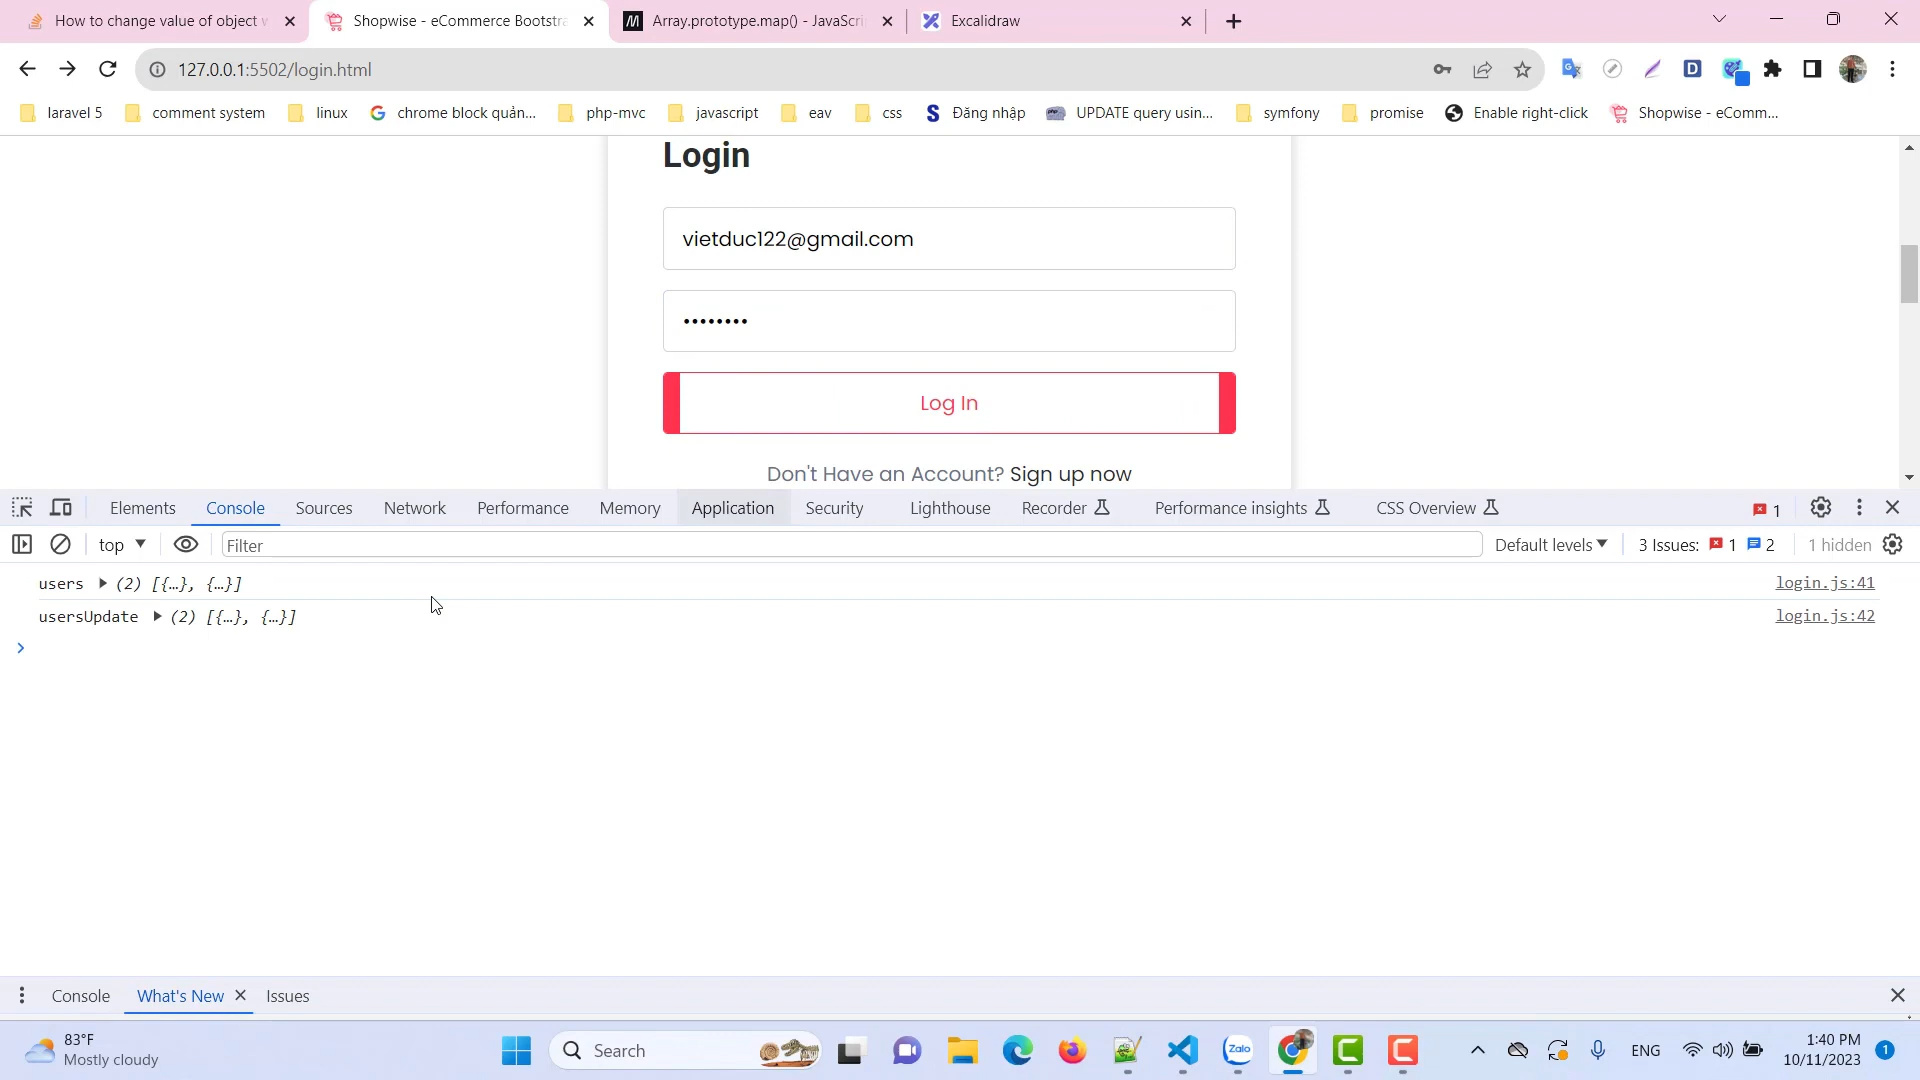 How to change value of object w
Shopwise - eCommerce Bootstra
Array.prototype.map() - JavaScri
Excalidraw
127.0.0.1:5502/login.html
laravel 5
comment system
linux
chrome block quản...
php-mvc
javascript
eav
css
Đăng nhập
UPDATE query usin...
symfony
promise
Enable right-click
Shopwise - eComm...
Login
vietduc122@gmail.com
••••••••
Log In
Don't Have an Account? Sign up now
Elements
Console
Sources
Network
Performance
Memory
Application
Security
Lighthouse
Recorder
Performance insights
CSS Overview
1
top
Filter
Default levels
3 Issues:
1
2
1 hidden
users (2) [{…}, {…}]
login.js:41
usersUpdate (2) [{…}, {…}]
login.js:42
Console
What's New
Issues
83°F
Mostly cloudy
Search
Zalo
ENG
1:40 PM
10/11/2023
1